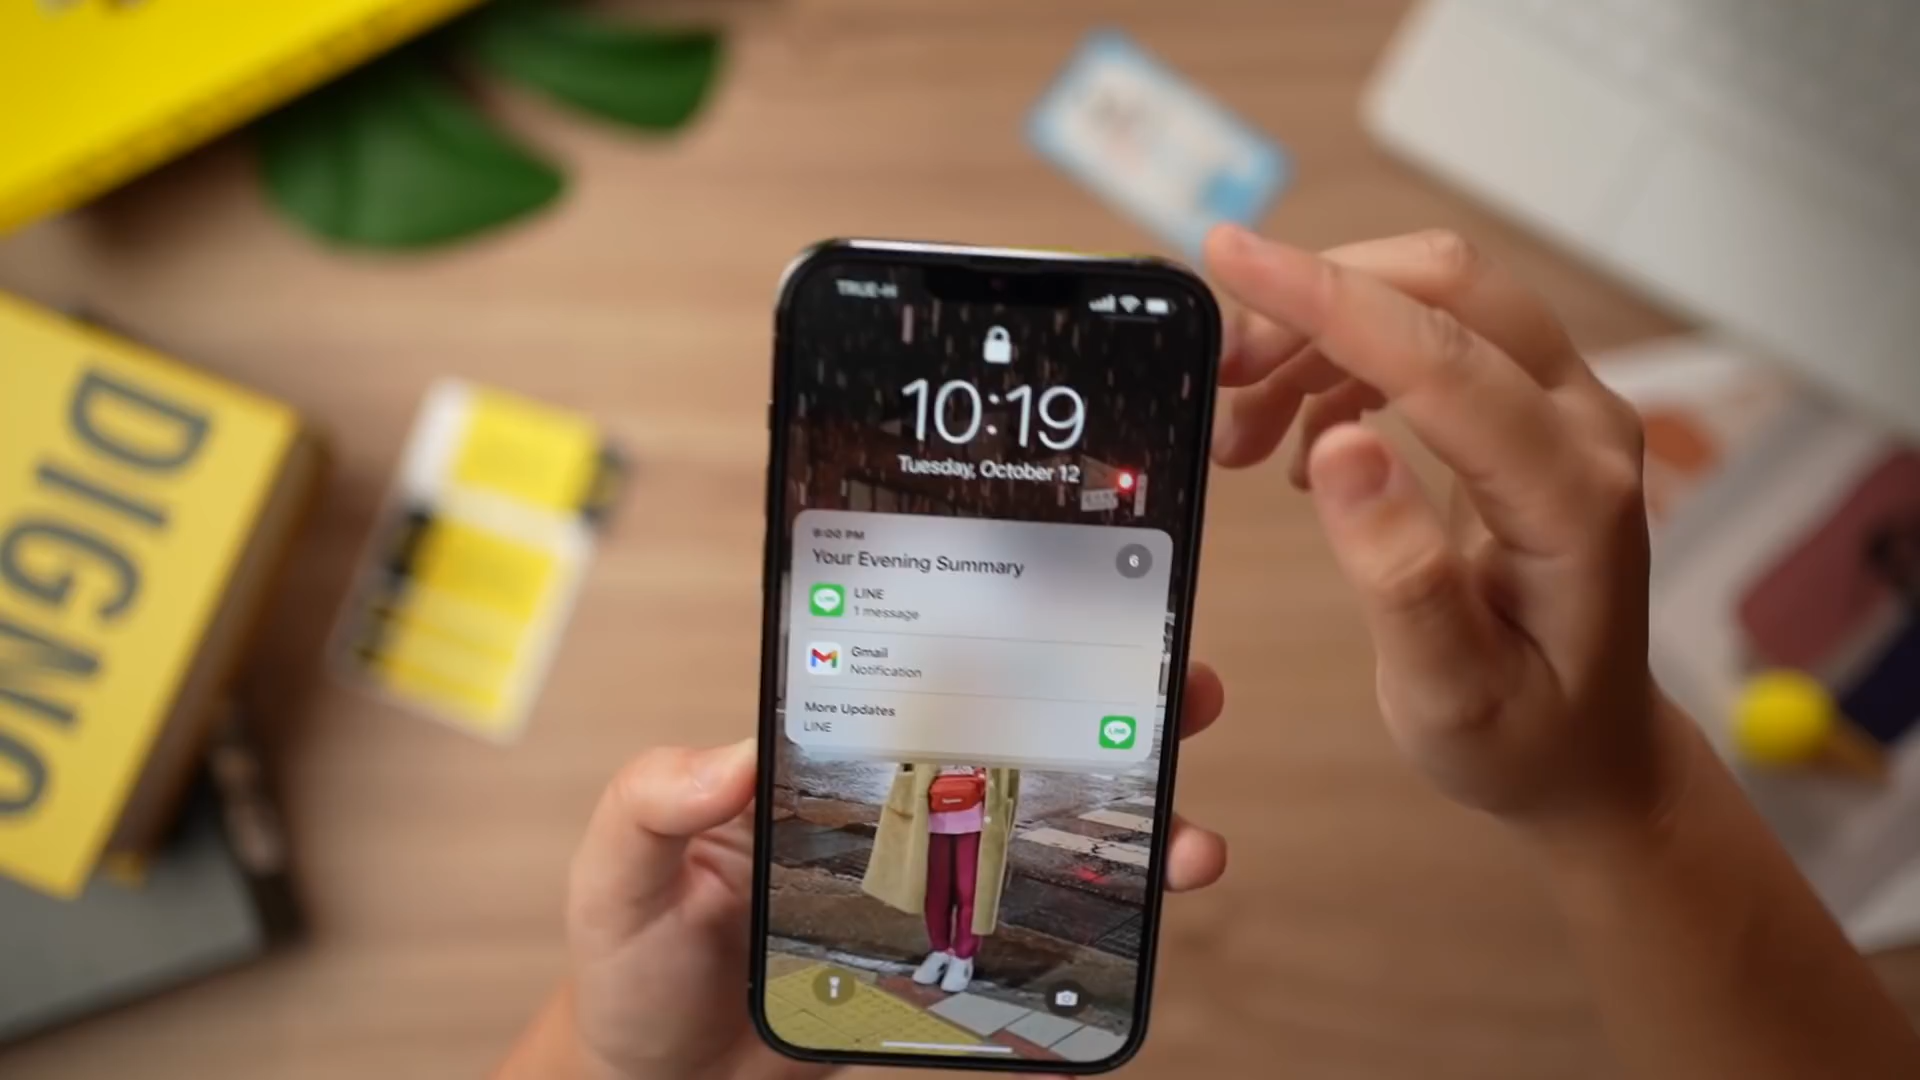 TRUE-H
10:19
Tuesday, October 12
9:00 PM
Your Evening Summary
6
LINE
1 message
Gmail
Notification
More Updates
LINE
DIGNO